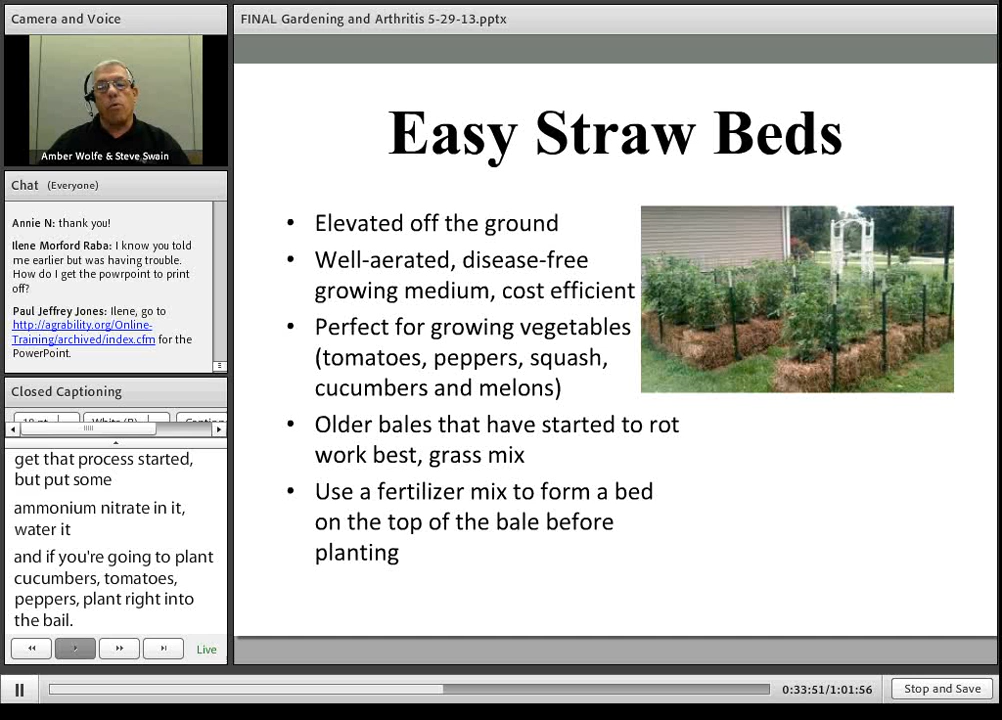 Camera and Voice
Amber Wolfe & Steve Swain
Chat (Everyone)
Annie N: thank you!
Ilene Morford Raba: I know you told
me earlier but was having trouble.
How do I get the powrpoint to print
off?
Paul Jeffrey Jones: Ilene, go to
http://agrability.org/Online-
Training/archived/index.cfm for the
PowerPoint.
Closed Captioning
get that process started,
but put some
ammonium nitrate in it,
water it
and if you're going to plant
cucumbers, tomatoes,
peppers, plant right into
the bail.
Live
FINAL Gardening and Arthritis 5-29-13.pptx
Easy Straw Beds
• Elevated off the ground
• Well-aerated, disease-free
growing medium, cost efficient
• Perfect for growing vegetables
(tomatoes, peppers, squash,
cucumbers and melons)
• Older bales that have started to rot
work best, grass mix
• Use a fertilizer mix to form a bed
on the top of the bale before
planting
0:33:51/1:01:56
Stop and Save